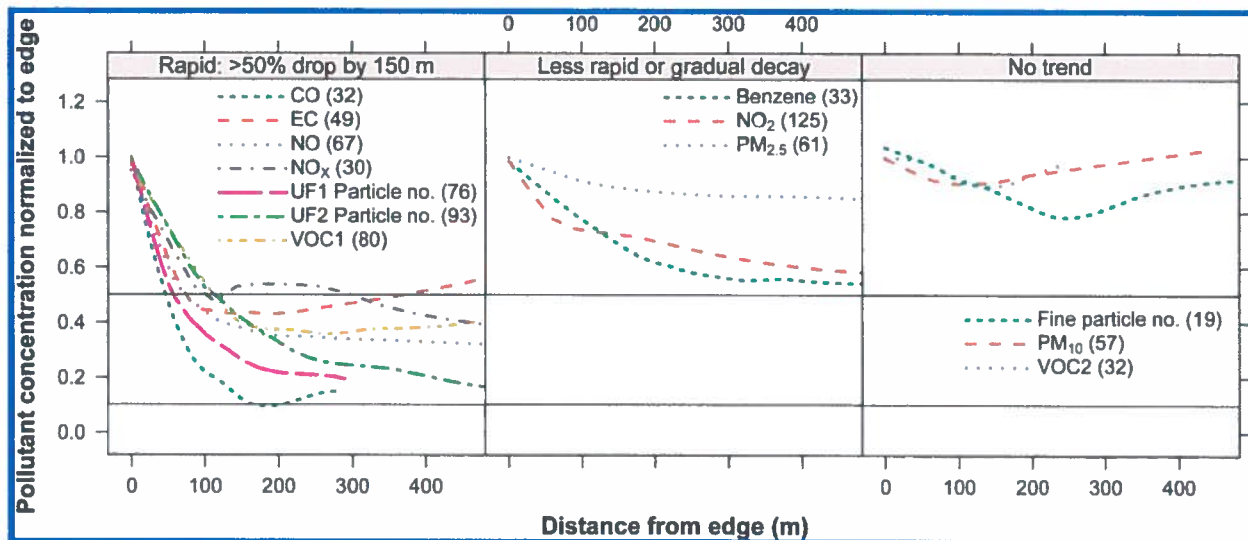 Pollutant concentration normalized to edge
0 100 200 300 400
Rapid: >50% drop by 150 m
Less rapid or gradual decay
No trend
1.2
1.0
0.8
0.6
0.4
0.2
0.0
CO (32)
EC (49)
NO (67)
NOX (30)
UF1 Particle no. (76)
UF2 Particle no. (93)
VOC1 (80)
Benzene (33)
NO2 (125)
PM2.5 (61)
Fine particle no. (19)
PM10 (57)
VOC2 (32)
0 100 200 300 400
0 100 200 300 400
Distance from edge (m)